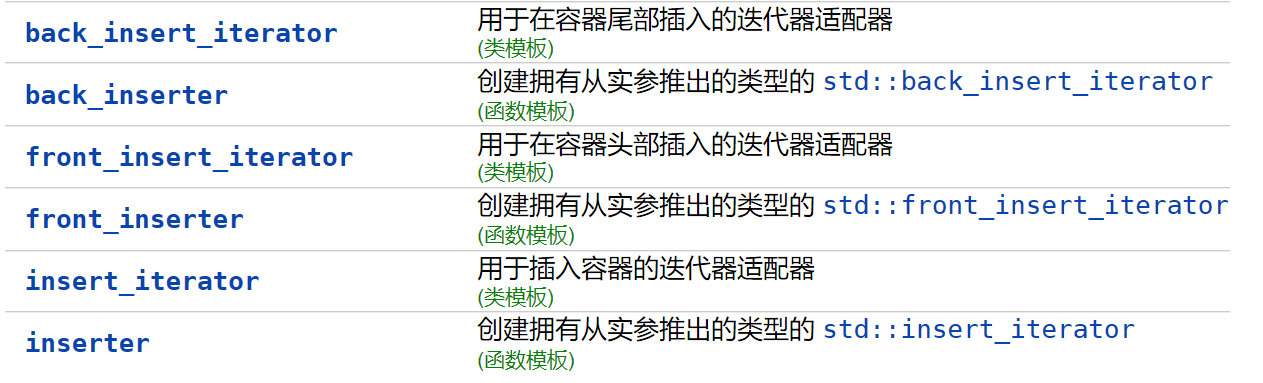 back_insert_iterator
用于在容器尾部插入的迭代器适配器
(类模板)
back_inserter
创建拥有从实参推出的类型的 std::back_insert_iterator
(函数模板)
front_insert_iterator
用于在容器头部插入的迭代器适配器
(类模板)
front_inserter
创建拥有从实参推出的类型的 std::front_insert_iterator
(函数模板)
insert_iterator
用于插入容器的迭代器适配器
(类模板)
inserter
创建拥有从实参推出的类型的 std::insert_iterator
(函数模板)